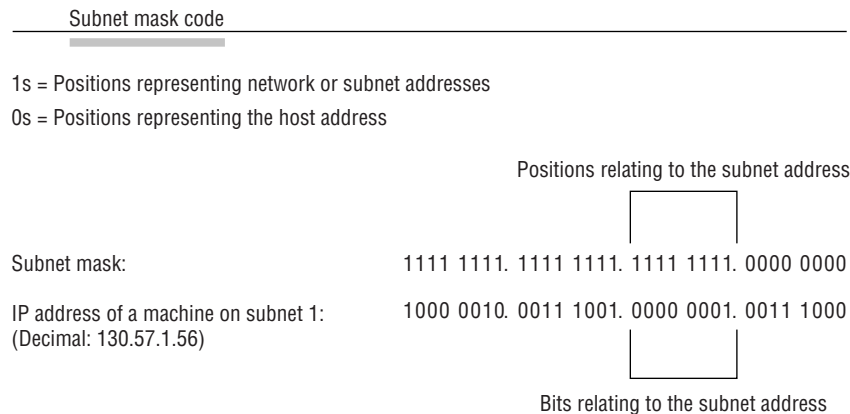 Subnet mask code
1s = Positions representing network or subnet addresses
0s = Positions representing the host address
Positions relating to the subnet address
Subnet mask: 1111 1111. 1111 1111. 1111 1111. 0000 0000
IP address of a machine on subnet 1: 1000 0010. 0011 1001. 0000 0001. 0011 1000
(Decimal: 130.57.1.56)
Bits relating to the subnet address